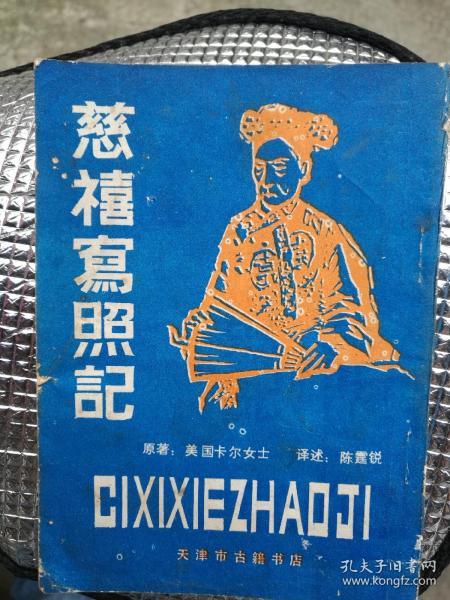 慈禧寫照記
原著：美国卡尔女士 译述：陈霆锐
CIXIXIEZHAOJI
天津市古籍书店
孔夫子旧书网
www.kongfz.com